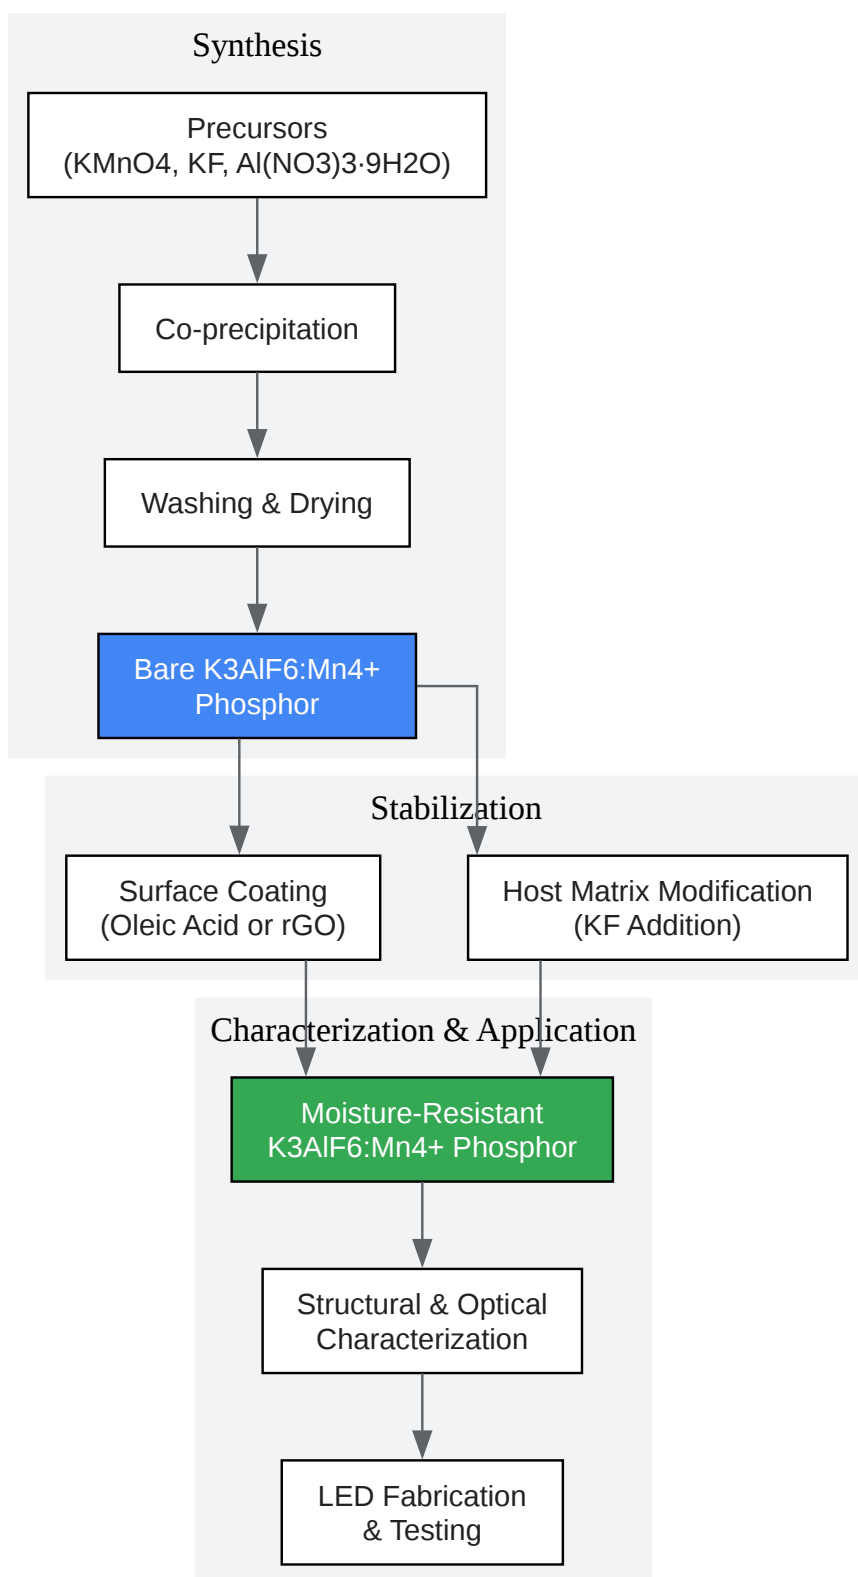 Synthesis
Precursors
(KMnO4, KF, Al(NO3)3·9H2O)
Co-precipitation
Washing & Drying
Bare K3AlF6:Mn4+
Phosphor
Stabilization
Surface Coating
(Oleic Acid or rGO)
Host Matrix Modification
(KF Addition)
Characterization & Application
Moisture-Resistant
K3AlF6:Mn4+ Phosphor
Structural & Optical
Characterization
LED Fabrication
& Testing